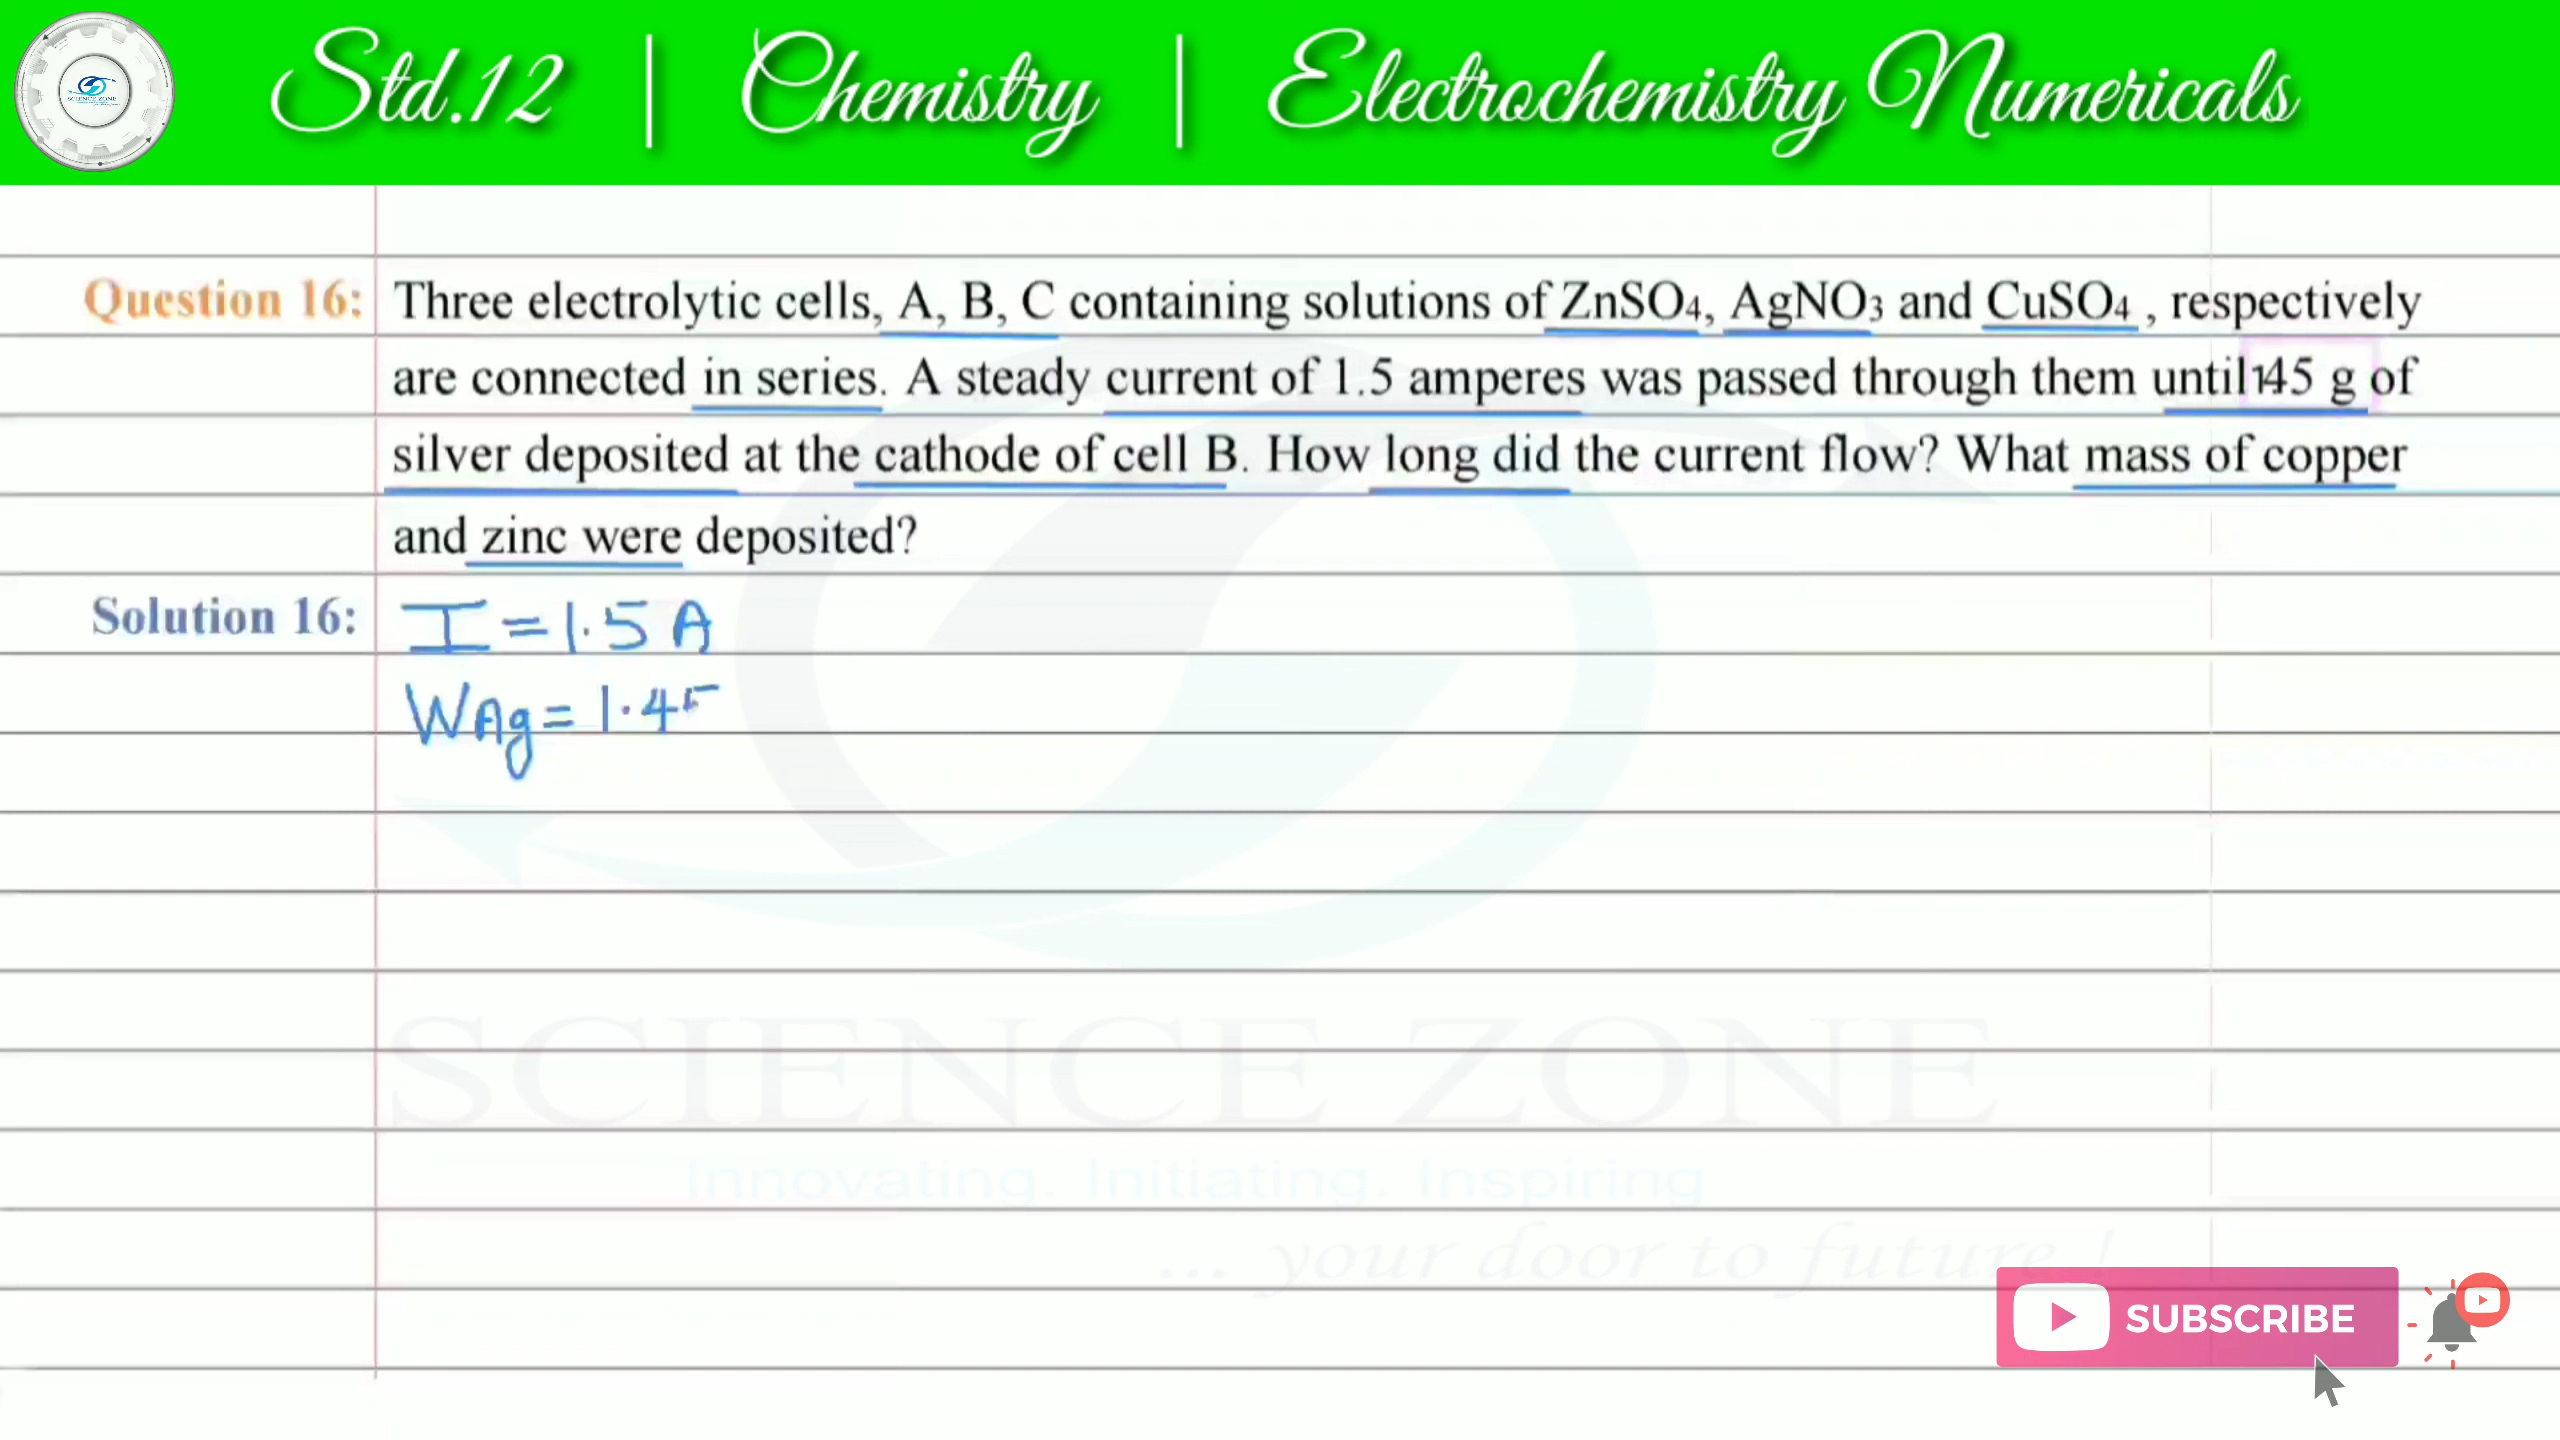 Std.12 | Chemistry | Electrochemistry Numericals
SCIENCE ZONE
Question 16: Three electrolytic cells, A, B, C containing solutions of ZnSO4, AgNO3 and CuSO4 , respectively
are connected in series. A steady current of 1.5 amperes was passed through them until 145 g of
silver deposited at the cathode of cell B. How long did the current flow? What mass of copper
and zinc were deposited?
Solution 16: I = 1.5 A
WAg = 1.45
SCIENCE ZONE
Innovating. Initiating. Inspiring
... your door to future !
SUBSCRIBE